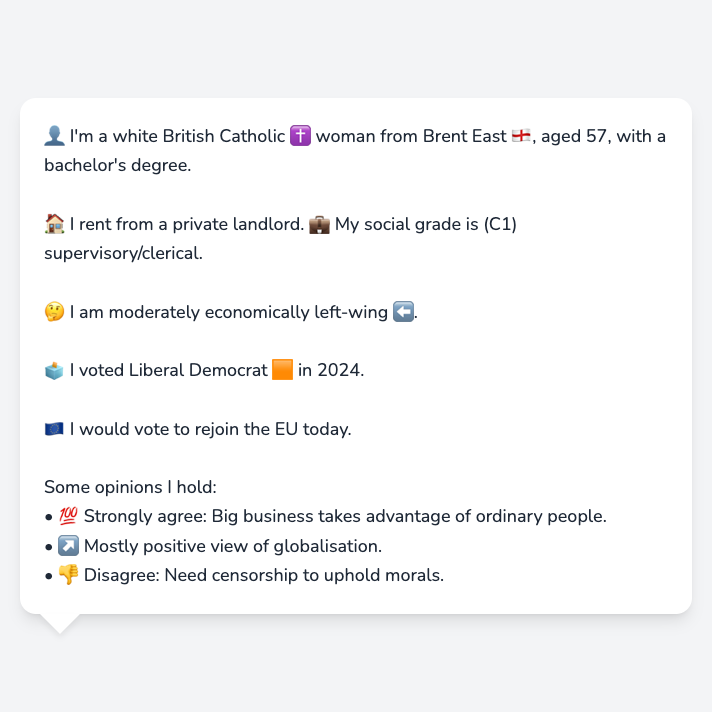 👤 I'm a white British Catholic ✝️ woman from Brent East 🏴󠁧󠁢󠁥󠁮󠁧󠁿, aged 57, with a
bachelor's degree.
🏠 I rent from a private landlord. 💼 My social grade is (C1)
supervisory/clerical.
🤔 I am moderately economically left-wing ⬅️.
🗳️ I voted Liberal Democrat 🟧 in 2024.
🇪🇺 I would vote to rejoin the EU today.
Some opinions I hold:
• 💯 Strongly agree: Big business takes advantage of ordinary people.
• ↗️ Mostly positive view of globalisation.
• 👎 Disagree: Need censorship to uphold morals.